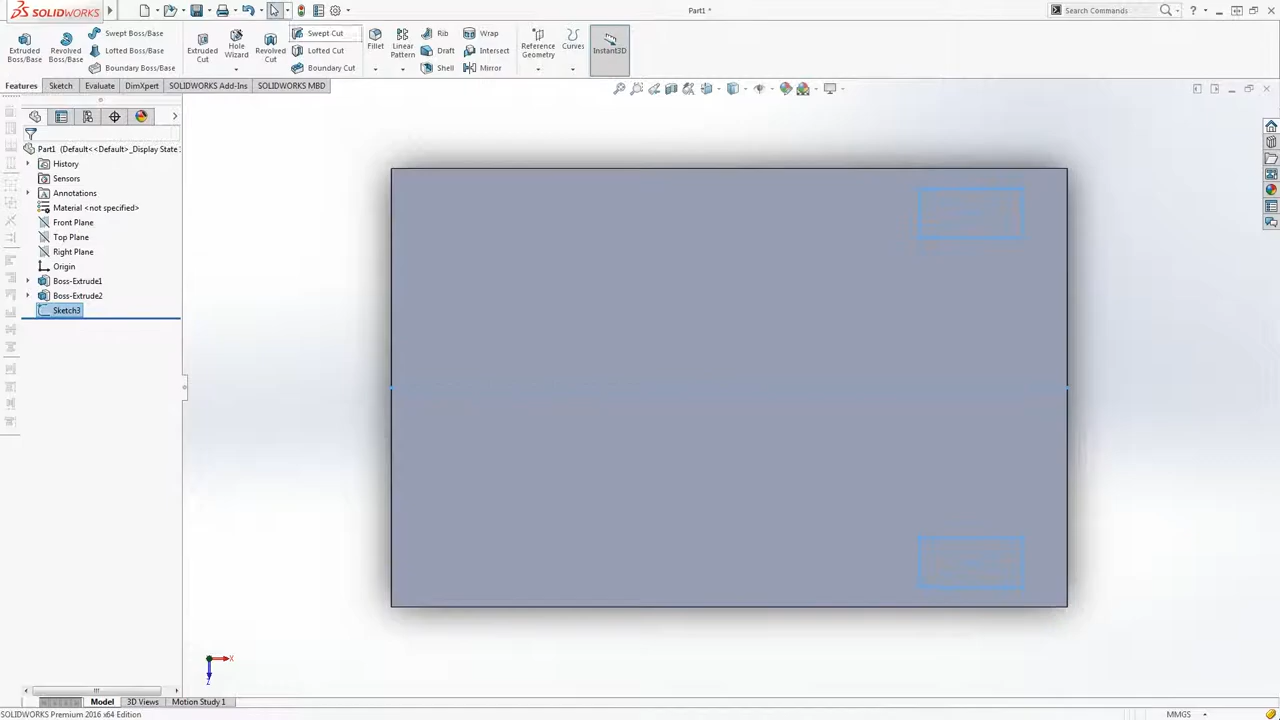 SOLIDWORKS
Part1 *
Search Commands
Extruded Boss/Base
Revolved Boss/Base
Swept Boss/Base
Lofted Boss/Base
Boundary Boss/Base
Extruded Cut
Hole Wizard
Revolved Cut
Swept Cut
Lofted Cut
Boundary Cut
Fillet
Linear Pattern
Rib
Draft
Shell
Wrap
Intersect
Mirror
Reference Geometry
Curves
Instant3D
Features Sketch Evaluate DimXpert SOLIDWORKS Add-Ins SOLIDWORKS MBD
Part1 (Default<<Default>_Display State
History
Sensors
Annotations
Material <not specified>
Front Plane
Top Plane
Right Plane
Origin
Boss-Extrude1
Boss-Extrude2
Sketch3
X
Z
Model 3D Views Motion Study 1
SOLIDWORKS Premium 2016 x64 Edition
MMGS